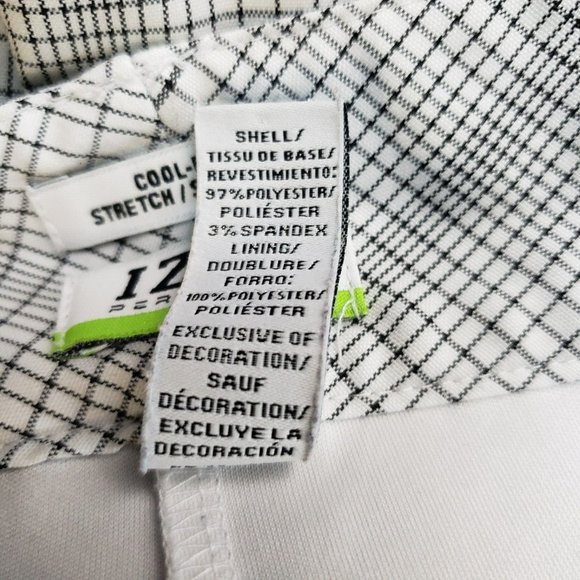 SHELL/
TISSU DE BASE/
REVESTIMIENTO:
97% POLYESTER/
POLIÉSTER
3% SPANDEX
LINING/
DOUBLURE/
FORRO:
100% POLYESTER/
POLIÉSTER
EXCLUSIVE OF
DECORATION/
SAUF
DÉCORATION/
EXCLUYE LA
DECORACIÓN
COOL-
STRETCH / S
IZ
PER